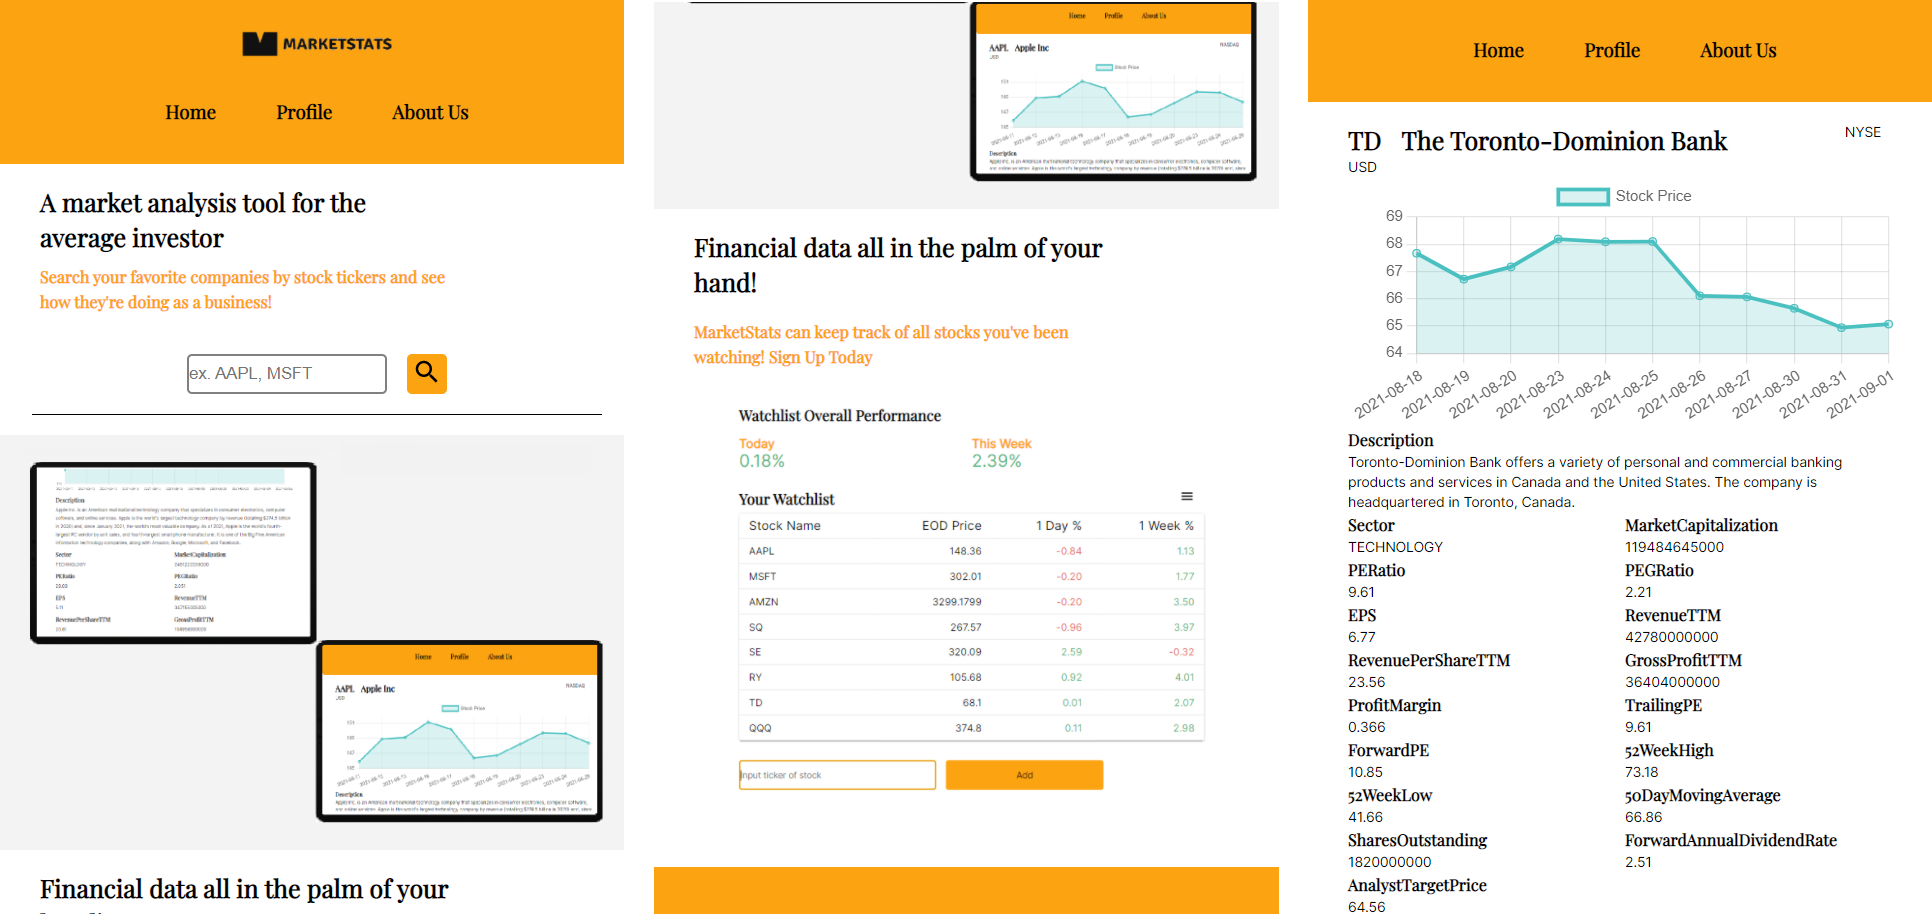 MARKETSTATS
Home Profile About Us
A market analysis tool for the
average investor
Search your favorite companies by stock tickers and see
how they're doing as a business!
ex. AAPL, MSFT
Description
Sector MarketCapitalization
TECHNOLOGY
PERatio PEGRatio
EPS RevenueTTM
RevenuePerShareTTM GrossProfitTTM
Home Profile About Us
AAPL Apple Inc NASDAQ
USD
Stock Price
Description
Financial data all in the palm of your
Home Profile About Us
AAPL Apple Inc NASDAQ
USD
Stock Price
Description
Financial data all in the palm of your
hand!
MarketStats can keep track of all stocks you've been
watching! Sign Up Today
Watchlist Overall Performance
Today This Week
0.18% 2.39%
Your Watchlist
Stock Name EOD Price 1 Day % 1 Week %
AAPL 148.36 -0.84 1.13
MSFT 302.01 -0.20 1.77
AMZN 3299.1799 -0.20 3.50
SQ 267.57 -0.96 3.97
SE 320.09 2.59 -0.32
RY 105.68 0.92 4.01
TD 68.1 0.01 2.07
QQQ 374.8 0.11 2.98
Input ticker of stock Add
Home Profile About Us
TD The Toronto-Dominion Bank NYSE
USD
Stock Price
69
68
67
66
65
64
2021-08-18 2021-08-19 2021-08-20 2021-08-23 2021-08-24 2021-08-25 2021-08-26 2021-08-27 2021-08-30 2021-08-31 2021-09-01
Description
Toronto-Dominion Bank offers a variety of personal and commercial banking
products and services in Canada and the United States. The company is
headquartered in Toronto, Canada.
Sector MarketCapitalization
TECHNOLOGY 119484645000
PERatio PEGRatio
9.61 2.21
EPS RevenueTTM
6.77 42780000000
RevenuePerShareTTM GrossProfitTTM
23.56 36404000000
ProfitMargin TrailingPE
0.366 9.61
ForwardPE 52WeekHigh
10.85 73.18
52WeekLow 50DayMovingAverage
41.66 66.86
SharesOutstanding ForwardAnnualDividendRate
1820000000 2.51
AnalystTargetPrice
64.56